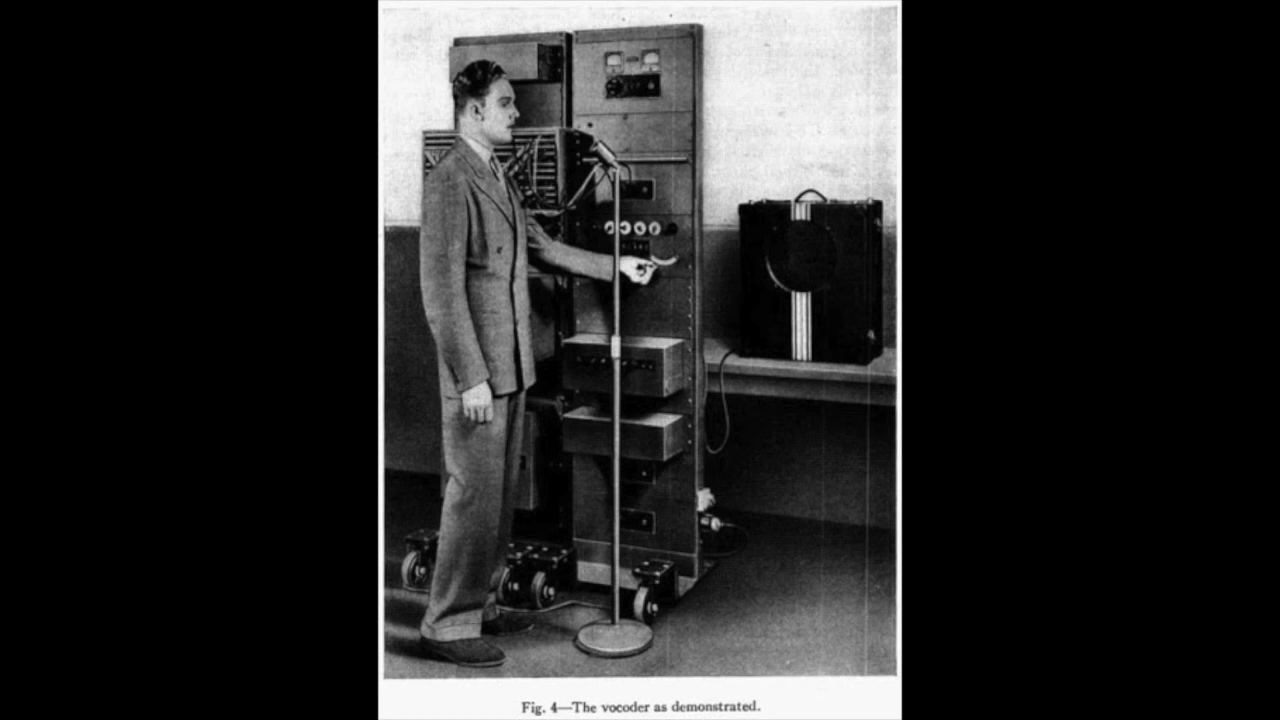 Fig. 4—The vocoder as demonstrated.